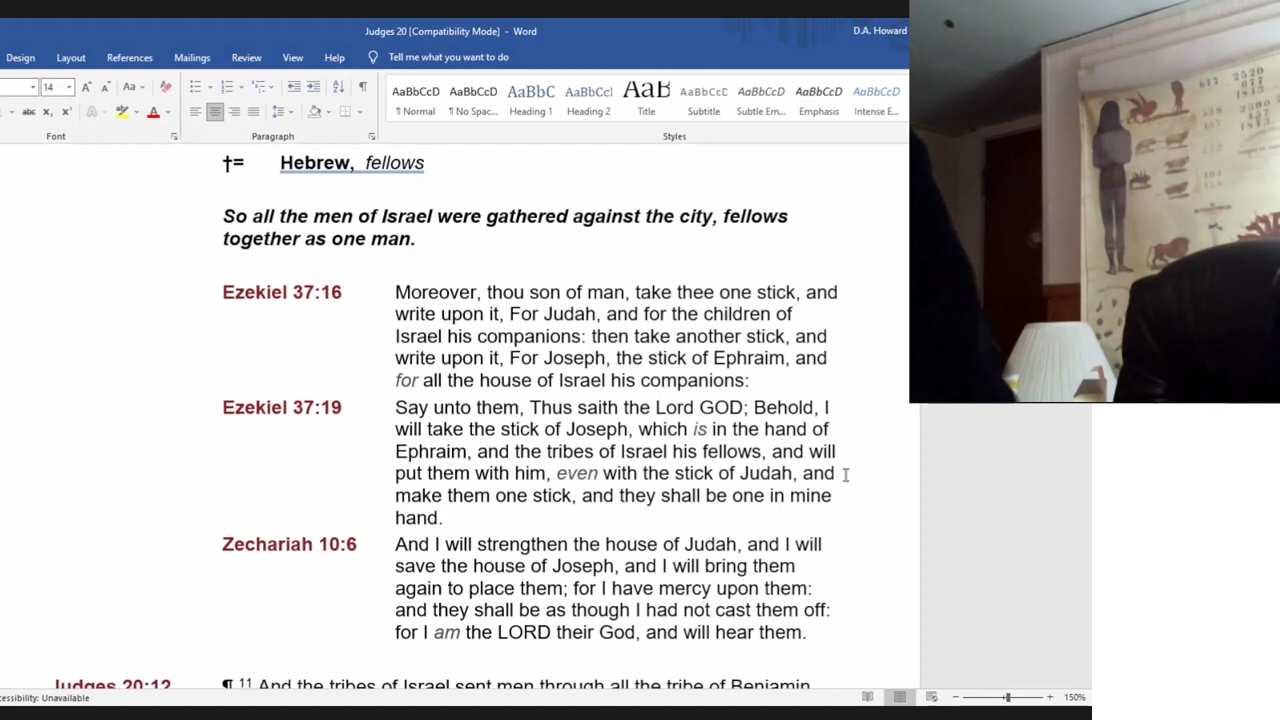 Judges 20 [Compatibility Mode] - Word
D.A. Howard
Design Layout References Mailings Review View Help Tell me what you want to do
14 Aa
AaBbCcD AaBbCcD AaBbC AaBbCcI AaB AaBbCcD AaBbCcD AaBbCcD AaBbCcD
¶ Normal ¶ No Spac... Heading 1 Heading 2 Title Subtitle Subtle Em... Emphasis Intense E...
Font Paragraph Styles
†= Hebrew, fellows
So all the men of Israel were gathered against the city, fellows
together as one man.
Ezekiel 37:16 Moreover, thou son of man, take thee one stick, and
write upon it, For Judah, and for the children of
Israel his companions: then take another stick, and
write upon it, For Joseph, the stick of Ephraim, and
for all the house of Israel his companions:
Ezekiel 37:19 Say unto them, Thus saith the Lord GOD; Behold, I
will take the stick of Joseph, which is in the hand of
Ephraim, and the tribes of Israel his fellows, and will
put them with him, even with the stick of Judah, and
make them one stick, and they shall be one in mine
hand.
Zechariah 10:6 And I will strengthen the house of Judah, and I will
save the house of Joseph, and I will bring them
again to place them; for I have mercy upon them:
and they shall be as though I had not cast them off:
for I am the LORD their God, and will hear them.
Judges 20:12 ¶ 11 And the tribes of Israel sent men through all the tribe of Benjamin,
cessibility: Unavailable
150%
677
2520